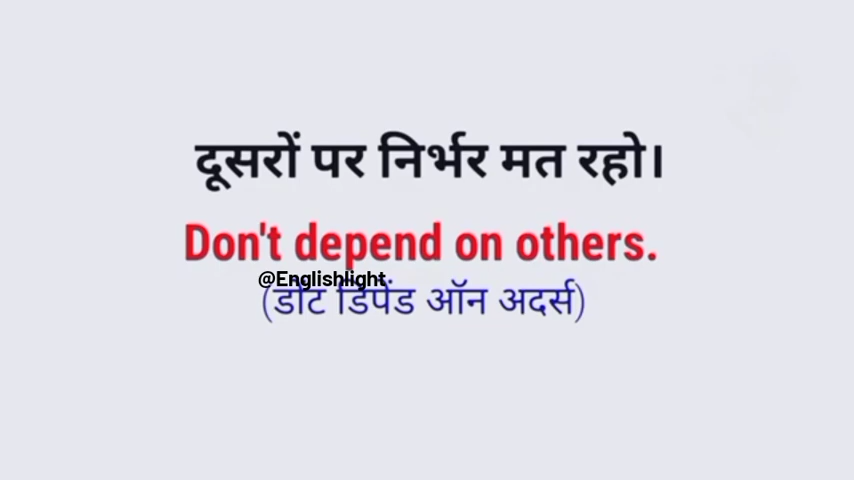 दूसरों पर निर्भर मत रहो।
Don't depend on others.
@Englishlight
(डोंट डिपेंड ऑन अदर्स)